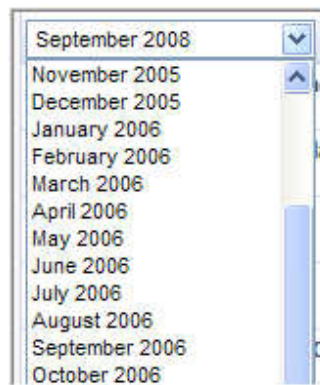 September 2008
November 2005
December 2005
January 2006
February 2006
March 2006
April 2006
May 2006
June 2006
July 2006
August 2006
September 2006
October 2006